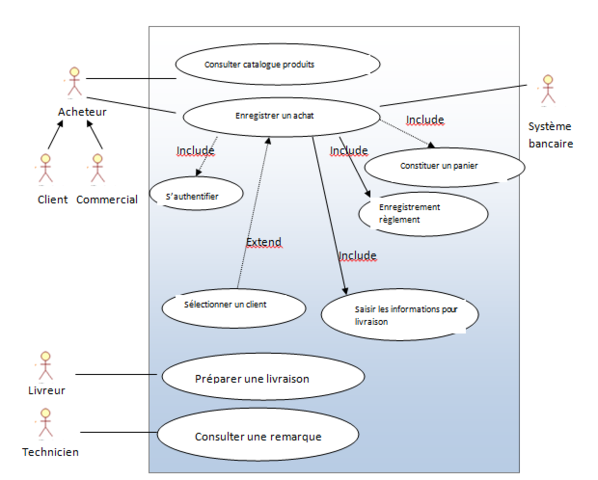 Consulter catalogue produits
Acheteur
Enregistrer un achat
Système
bancaire
Include
Include
Include
Constituer un panier
Client
Commercial
S'authentifier
Enregistrement
règlement
Extend
Include
Sélectionner un client
Saisir les informations pour
livraison
Livreur
Préparer une livraison
Technicien
Consulter une remarque